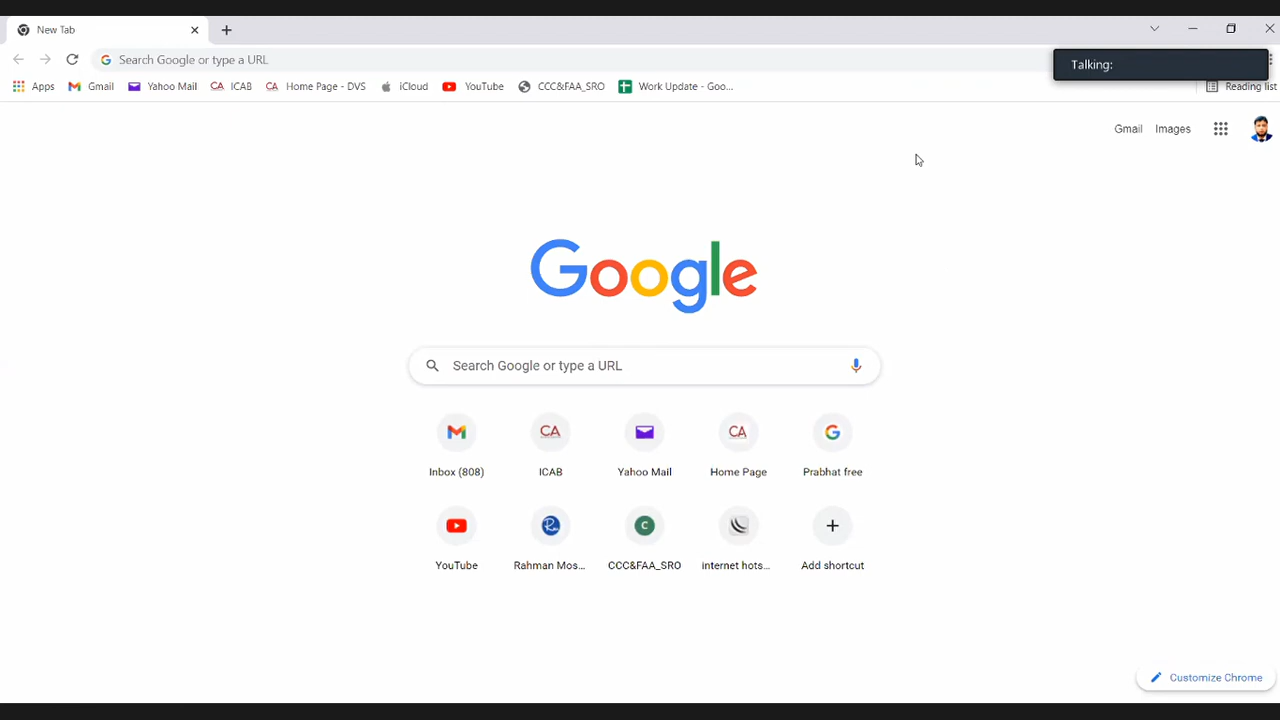 New Tab
Search Google or type a URL
Talking:
Apps Gmail Yahoo Mail CA ICAB CA Home Page - DVS iCloud YouTube CCC&FAA_SRO Work Update - Goo... Reading list
Gmail Images
Google
Search Google or type a URL
CA CA
Inbox (808) ICAB Yahoo Mail Home Page Prabhat free
C
YouTube Rahman Mos... CCC&FAA_SRO internet hots... Add shortcut
Customize Chrome